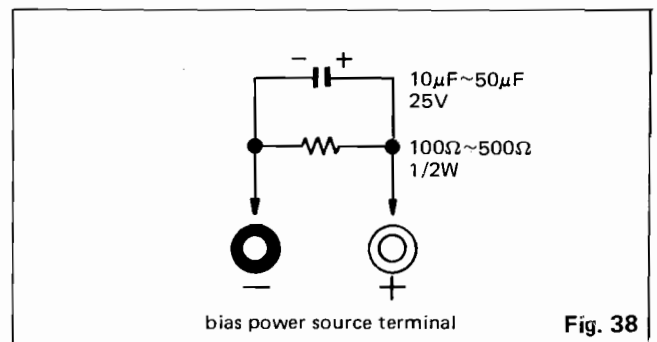 − +
10μF~50μF
25V
100Ω~500Ω
1/2W
− +
bias power source terminal
Fig. 38